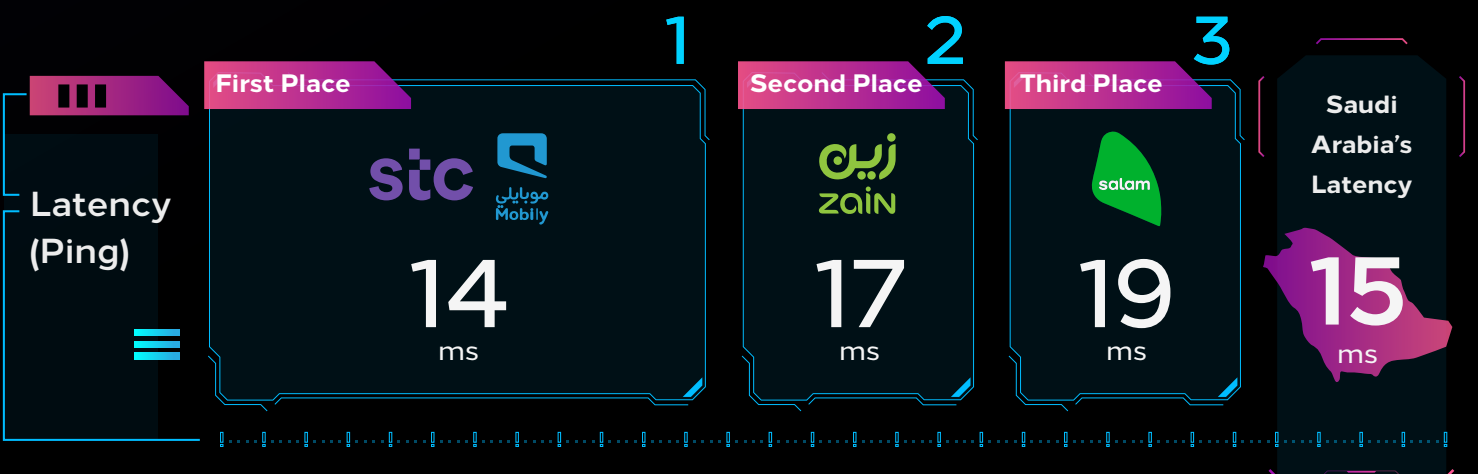 Latency
(Ping)
1
First Place
stc
موبايلي
Mobily
14
ms
2
Second Place
زين
zain
17
ms
3
Third Place
salam
19
ms
Saudi
Arabia's
Latency
15
ms